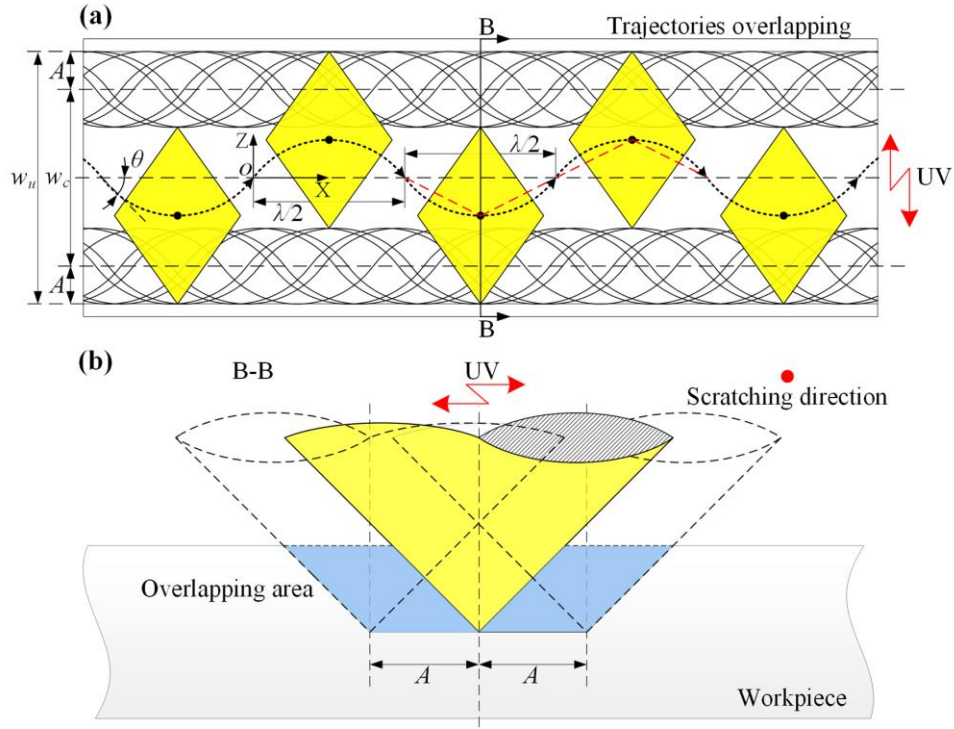 (a)
B
Trajectories overlapping
A
λ/2
Z
θ
o
X
w_u
w_c
UV
λ/2
A
B
(b)
B-B
UV
Scratching direction
Overlapping area
A
A
Workpiece